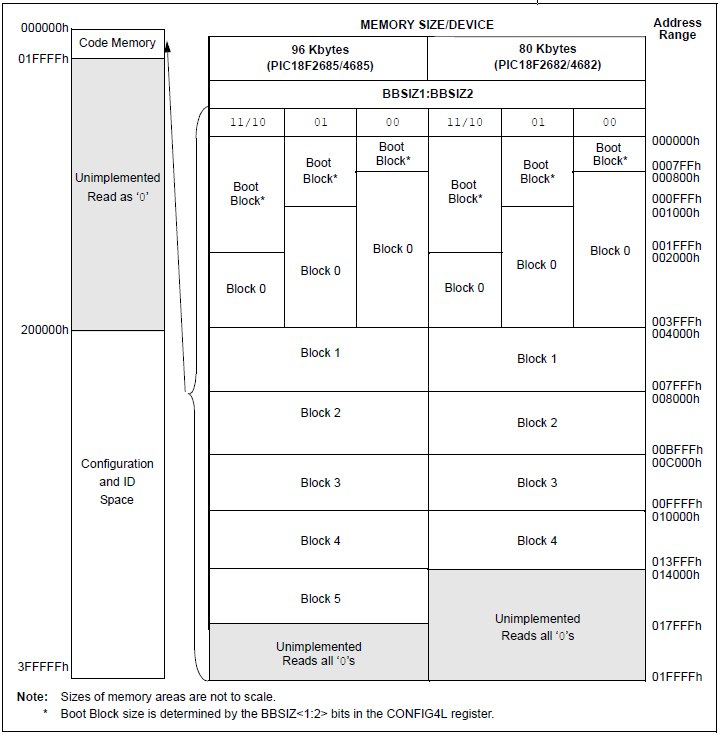 000000h
Code Memory
01FFFFh
Unimplemented
Read as ‘0’
200000h
Configuration
and ID
Space
3FFFFFh
MEMORY SIZE/DEVICE
Address
Range
96 Kbytes
(PIC18F2685/4685)
80 Kbytes
(PIC18F2682/4682)
BBSIZ1:BBSIZ2
11/10 01 00 11/10 01 00
Boot
Block*
Boot
Block*
Boot
Block*
Boot
Block*
Boot
Block*
Boot
Block*
Block 0
Block 0
Block 0
Block 0
Block 0
Block 0
Block 1
Block 1
Block 2
Block 2
Block 3
Block 3
Block 4
Block 4
Block 5
Unimplemented
Reads all ‘0’s
Unimplemented
Reads all ‘0’s
000000h
0007FFh
000800h
000FFFh
001000h
001FFFh
002000h
003FFFh
004000h
007FFFh
008000h
00BFFFh
00C000h
00FFFFh
010000h
013FFFh
014000h
017FFFh
01FFFFh
Note: Sizes of memory areas are not to scale.
* Boot Block size is determined by the BBSIZ<1:2> bits in the CONFIG4L register.